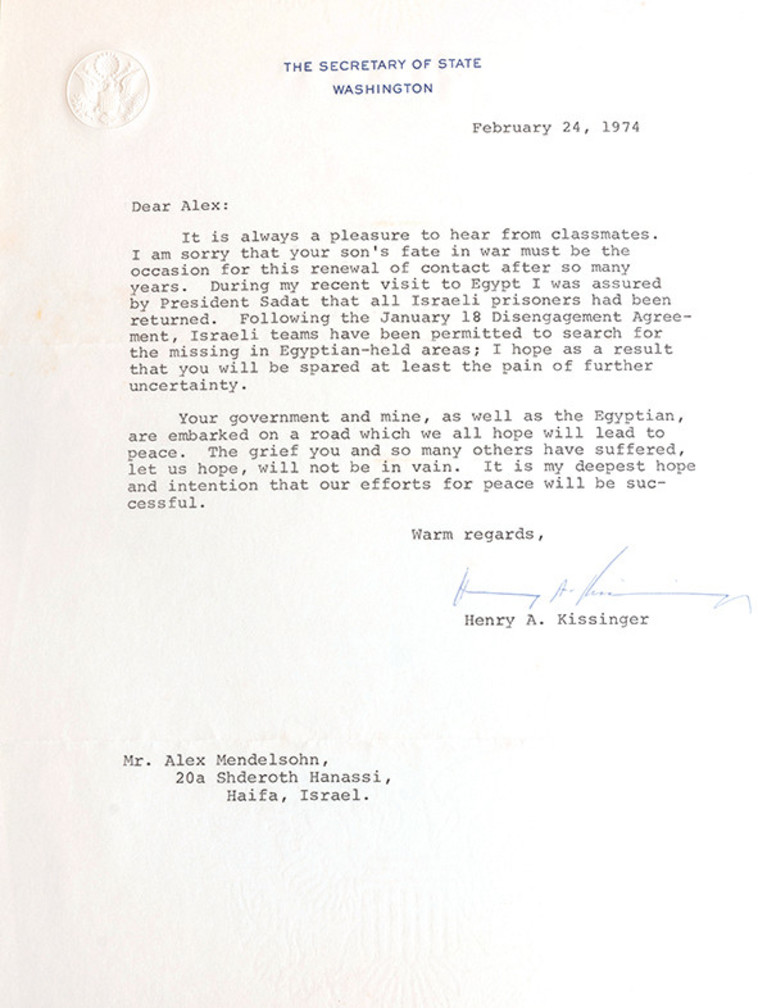 THE SECRETARY OF STATE
WASHINGTON
February 24, 1974
Dear Alex:
It is always a pleasure to hear from classmates.
I am sorry that your son's fate in war must be the
occasion for this renewal of contact after so many
years. During my recent visit to Egypt I was assured
by President Sadat that all Israeli prisoners had been
returned. Following the January 18 Disengagement Agree-
ment, Israeli teams have been permitted to search for
the missing in Egyptian-held areas; I hope as a result
that you will be spared at least the pain of further
uncertainty.
Your government and mine, as well as the Egyptian,
are embarked on a road which we all hope will lead to
peace. The grief you and so many others have suffered,
let us hope, will not be in vain. It is my deepest hope
and intention that our efforts for peace will be suc-
cessful.
Warm regards,
Henry A. Kissinger
Henry A. Kissinger
Mr. Alex Mendelsohn,
20a Shderoth Hanassi,
Haifa, Israel.